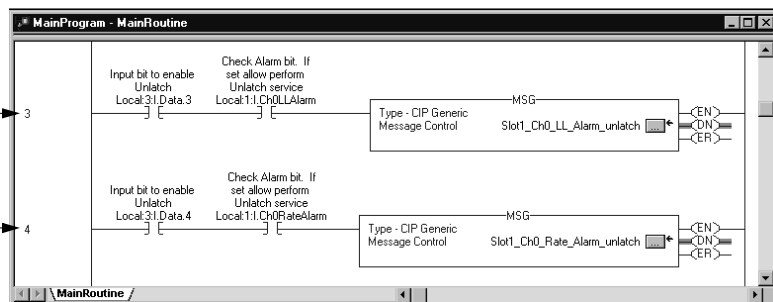 MainProgram - MainRoutine
Input bit to enable
Unlatch
Local:3:I.Data.3
Check Alarm bit. If
set allow perform
Unlatch service
Local:1:I.Ch0LLAlarm
3
MSG
Type - CIP Generic
Message Control
Slot1_Ch0_LL_Alarm_unlatch
...
EN
DN
ER
Input bit to enable
Unlatch
Local:3:I.Data.4
Check Alarm bit. If
set allow perform
Unlatch service
Local:1:I.Ch0RateAlarm
4
MSG
Type - CIP Generic
Message Control
Slot1_Ch0_Rate_Alarm_unlatch
...
EN
DN
ER
MainRoutine